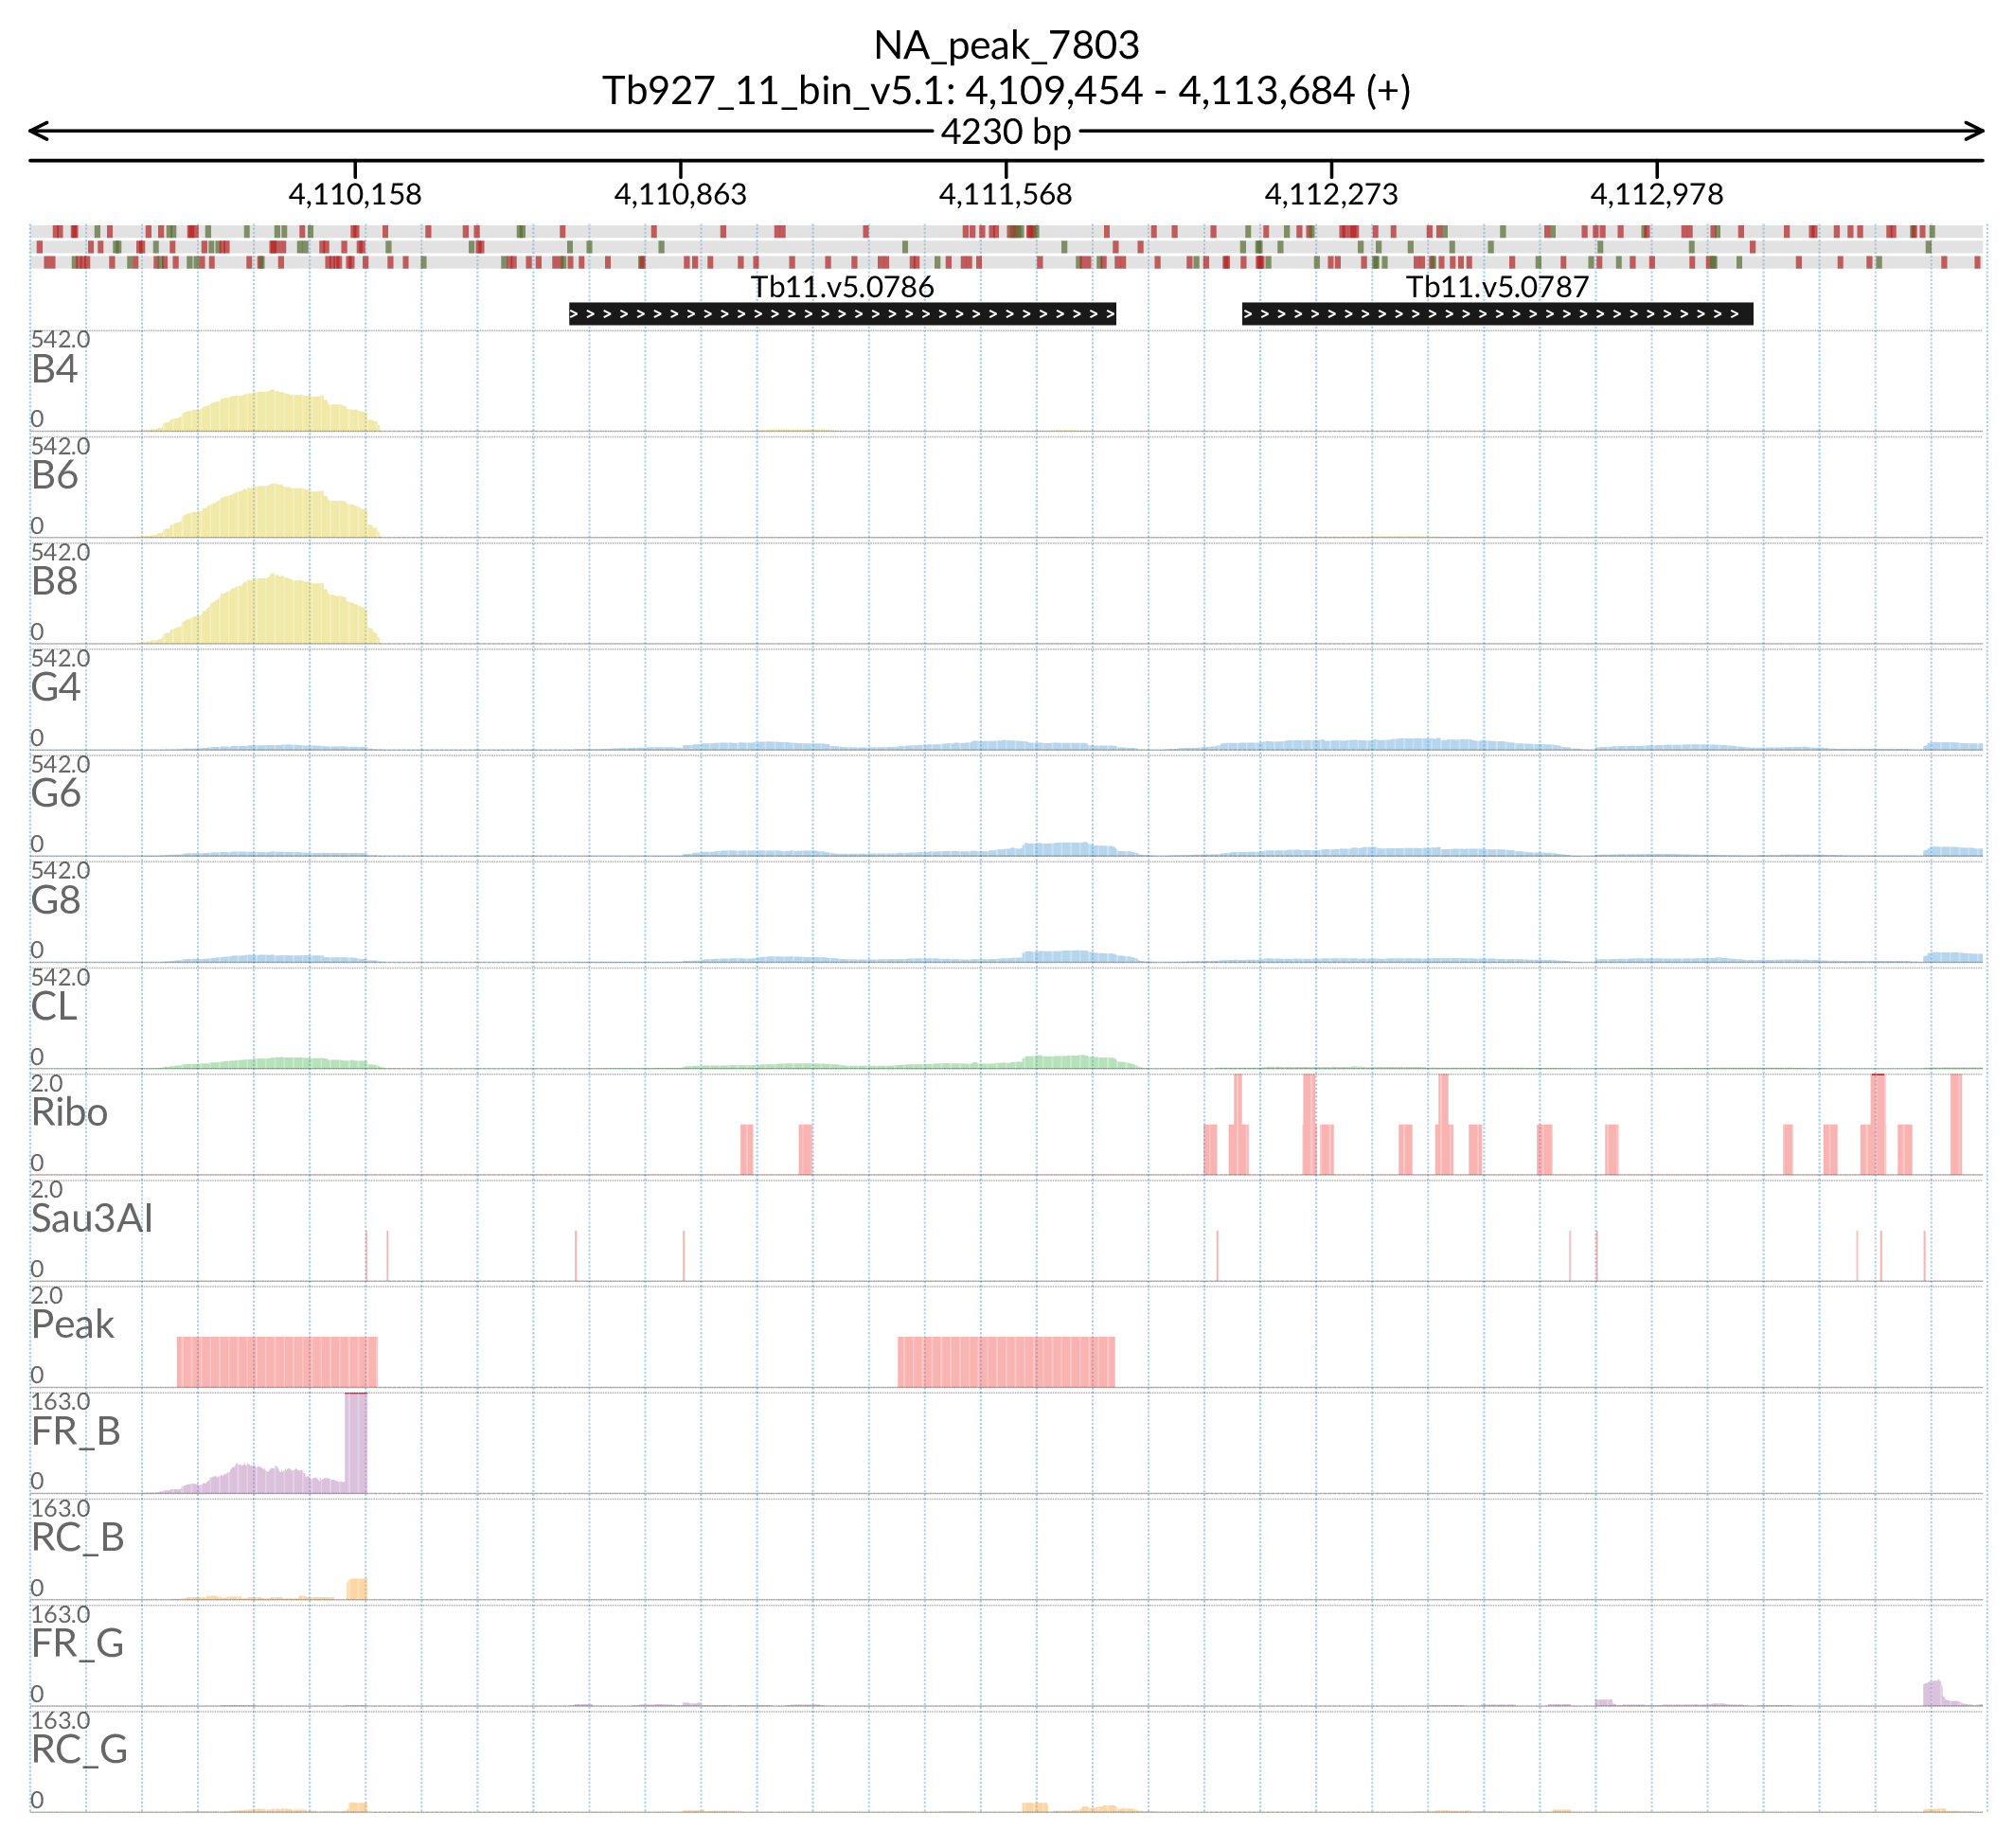 NA_peak_7803
Tb927_11_bin_v5.1: 4,109,454 - 4,113,684 (+)
4230 bp
4,110,158 4,110,863 4,111,568 4,112,273 4,112,978
Tb11.v5.0786 Tb11.v5.0787
542.0
B4
0
542.0
B6
0
542.0
B8
0
542.0
G4
0
542.0
G6
0
542.0
G8
0
542.0
CL
0
2.0
Ribo
0
2.0
Sau3AI
0
2.0
Peak
0
163.0
FR_B
0
163.0
RC_B
0
163.0
FR_G
0
163.0
RC_G
0